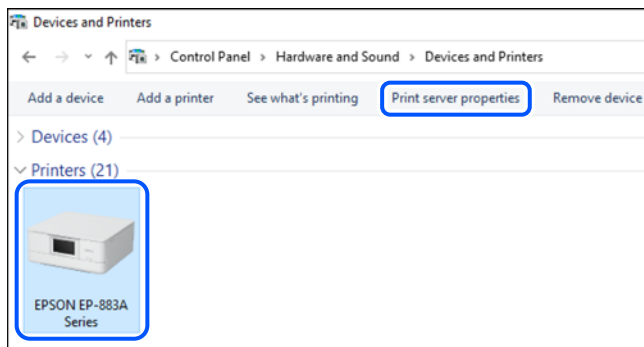 Devices and Printers
Control Panel > Hardware and Sound > Devices and Printers
Add a device Add a printer See what's printing Print server properties Remove device
Devices (4)
Printers (21)
EPSON EP-883A
Series